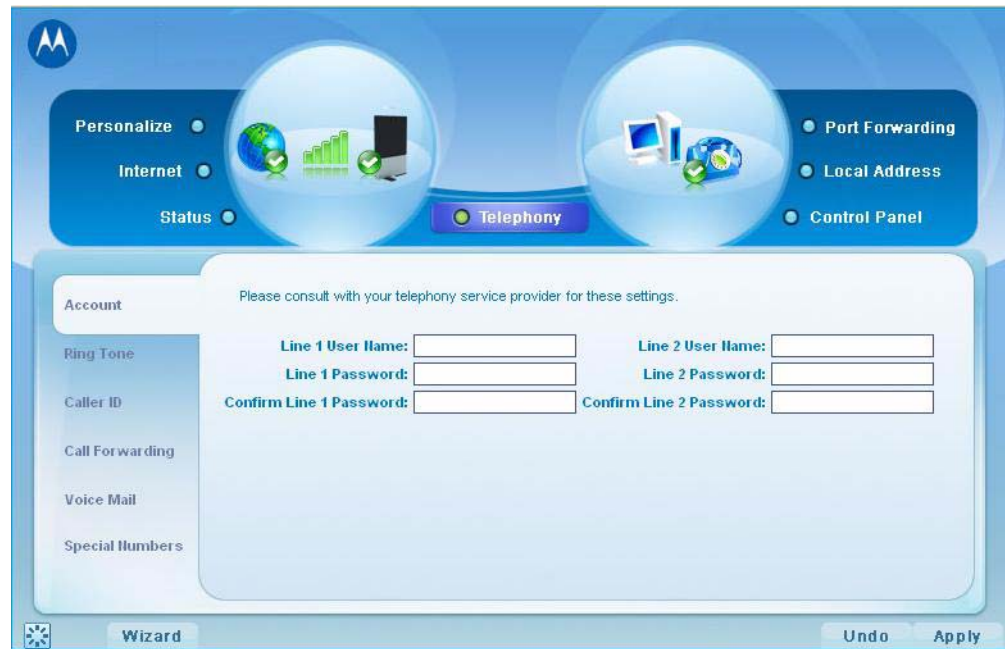 Personalize
Internet
Status
Telephony
Port Forwarding
Local Address
Control Panel
Account
Ring Tone
Caller ID
Call Forwarding
Voice Mail
Special Numbers
Please consult with your telephony service provider for these settings.
Line 1 User Name:
Line 2 User Name:
Line 1 Password:
Line 2 Password:
Confirm Line 1 Password:
Confirm Line 2 Password:
Wizard
Undo
Apply